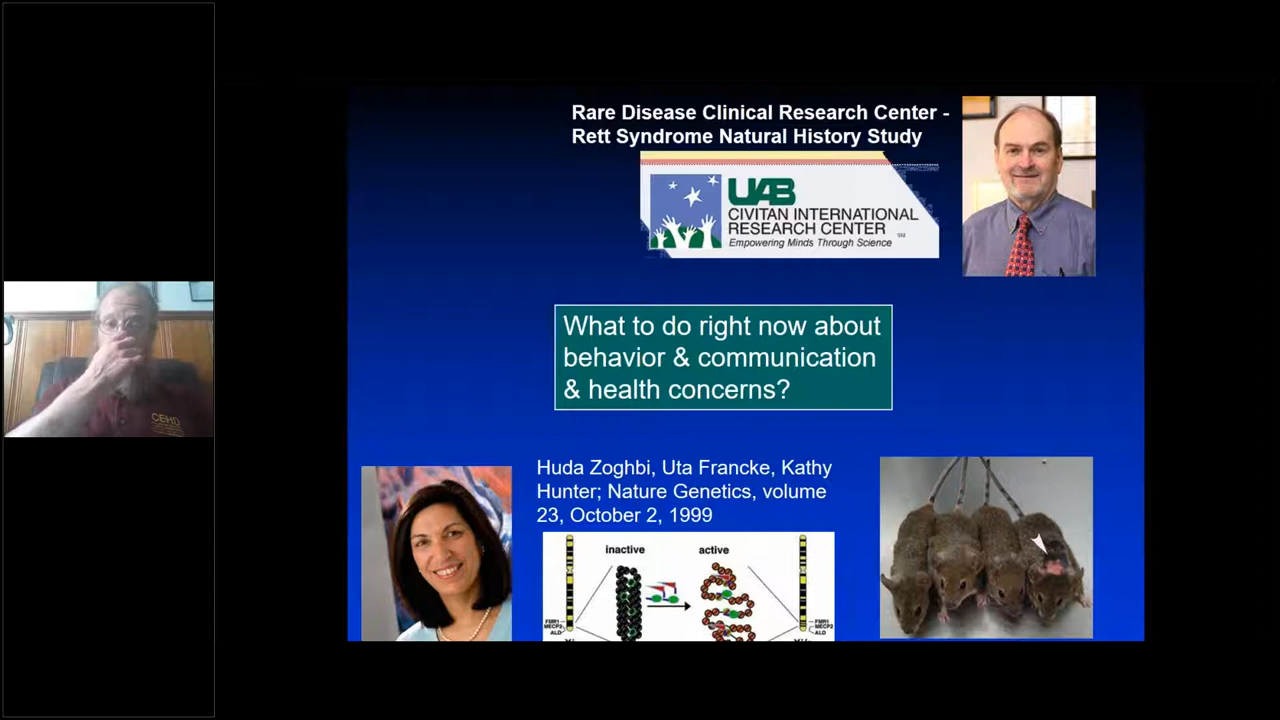 Rare Disease Clinical Research Center -
Rett Syndrome Natural History Study
UAB
CIVITAN INTERNATIONAL
RESEARCH CENTER
SM
Empowering Minds Through Science
What to do right now about
behavior & communication
& health concerns?
CEHD
Huda Zoghbi, Uta Francke, Kathy
Hunter; Nature Genetics, volume
23, October 2, 1999
inactive
active
FMR1
MECP2
ALD
FMR1
MECP2
ALD